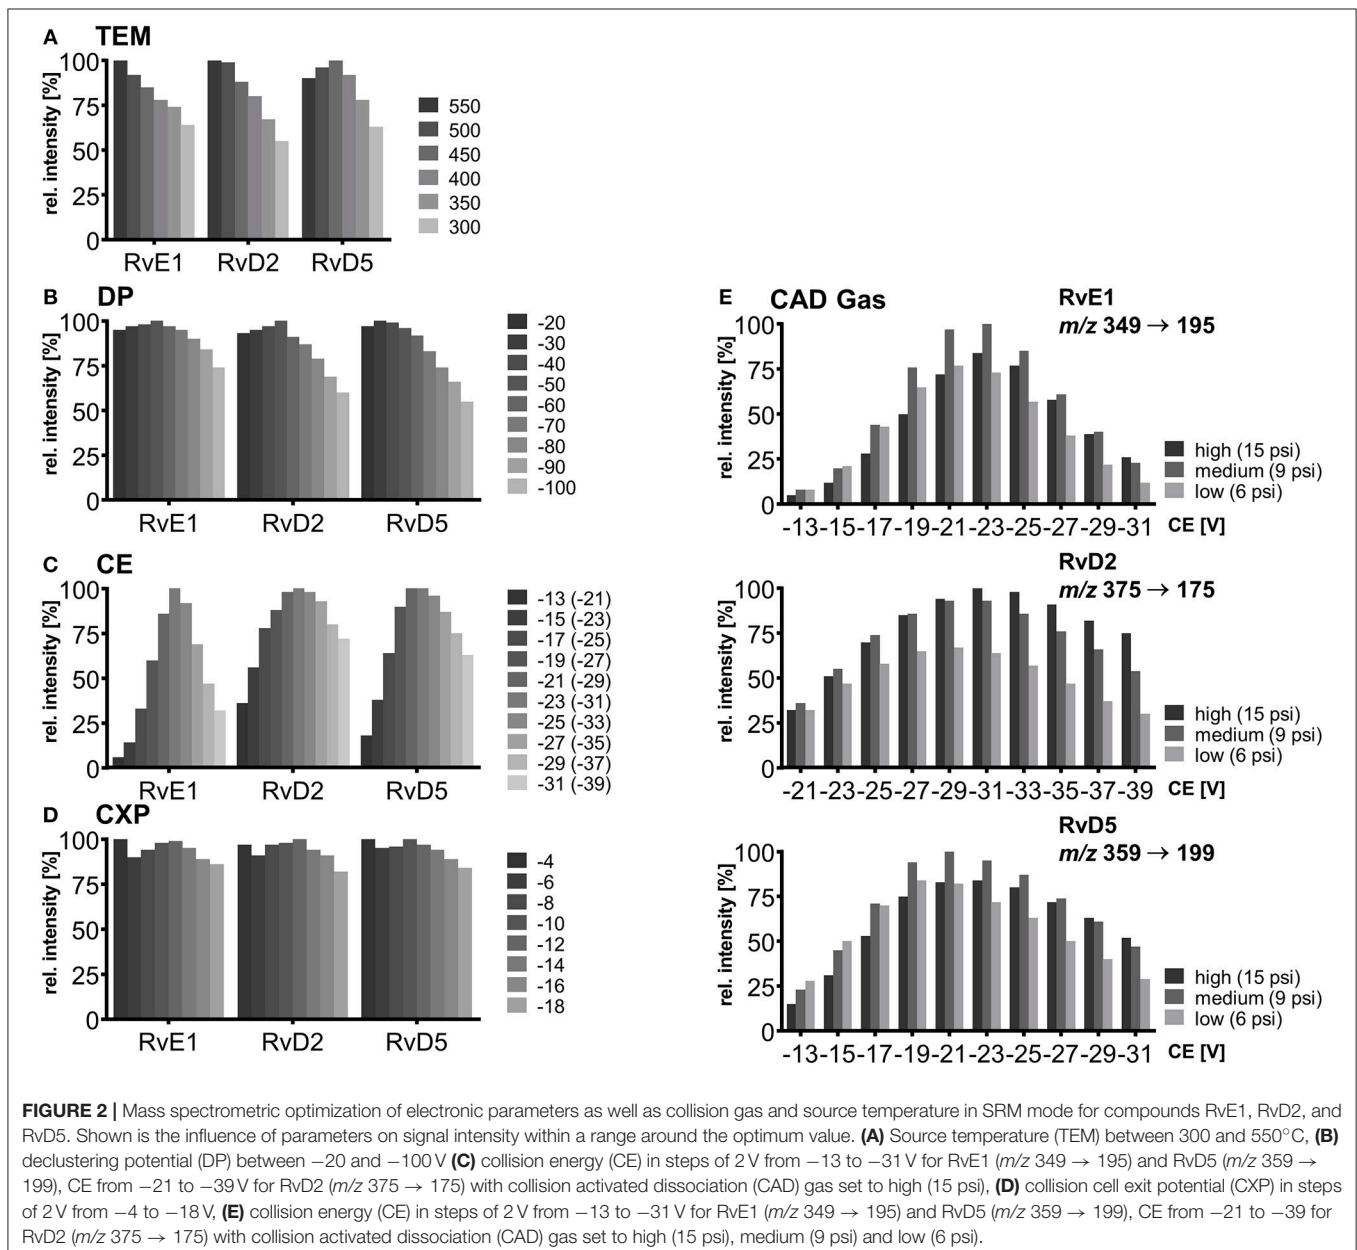 A TEM
rel. intensity [%]
100
75
50
25
0
RvE1 RvD2 RvD5
550
500
450
400
350
300
B DP
rel. intensity [%]
100
75
50
25
0
RvE1 RvD2 RvD5
-20
-30
-40
-50
-60
-70
-80
-90
-100
C CE
rel. intensity [%]
100
75
50
25
0
RvE1 RvD2 RvD5
-13 (-21)
-15 (-23)
-17 (-25)
-19 (-27)
-21 (-29)
-23 (-31)
-25 (-33)
-27 (-35)
-29 (-37)
-31 (-39)
D CXP
rel. intensity [%]
100
75
50
25
0
RvE1 RvD2 RvD5
-4
-6
-8
-10
-12
-14
-16
-18
E CAD Gas
RvE1
m/z 349 → 195
rel. intensity [%]
100
75
50
25
0
high (15 psi)
medium (9 psi)
low (6 psi)
-13 -15 -17 -19 -21 -23 -25 -27 -29 -31 CE [V]
RvD2
m/z 375 → 175
rel. intensity [%]
100
75
50
25
0
high (15 psi)
medium (9 psi)
low (6 psi)
-21 -23 -25 -27 -29 -31 -33 -35 -37 -39 CE [V]
RvD5
m/z 359 → 199
rel. intensity [%]
100
75
50
25
0
high (15 psi)
medium (9 psi)
low (6 psi)
-13 -15 -17 -19 -21 -23 -25 -27 -29 -31 CE [V]
FIGURE 2 | Mass spectrometric optimization of electronic parameters as well as collision gas and source temperature in SRM mode for compounds RvE1, RvD2, and
RvD5. Shown is the influence of parameters on signal intensity within a range around the optimum value. (A) Source temperature (TEM) between 300 and 550°C, (B)
declustering potential (DP) between −20 and −100 V (C) collision energy (CE) in steps of 2 V from −13 to −31 V for RvE1 (m/z 349 → 195) and RvD5 (m/z 359 →
199), CE from −21 to −39 V for RvD2 (m/z 375 → 175) with collision activated dissociation (CAD) gas set to high (15 psi), (D) collision cell exit potential (CXP) in steps
of 2 V from −4 to −18 V, (E) collision energy (CE) in steps of 2 V from −13 to −31 V for RvE1 (m/z 349 → 195) and RvD5 (m/z 359 → 199), CE from −21 to −39 for
RvD2 (m/z 375 → 175) with collision activated dissociation (CAD) gas set to high (15 psi), medium (9 psi) and low (6 psi).